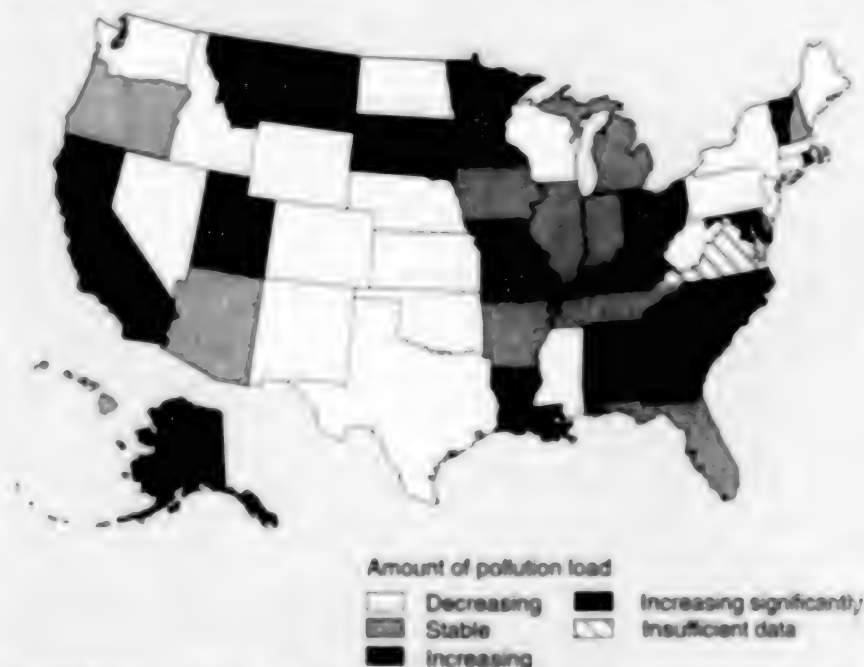 Amount of pollution load
Decreasing
Stable
Increasing
Increasing significantly
Insufficient data